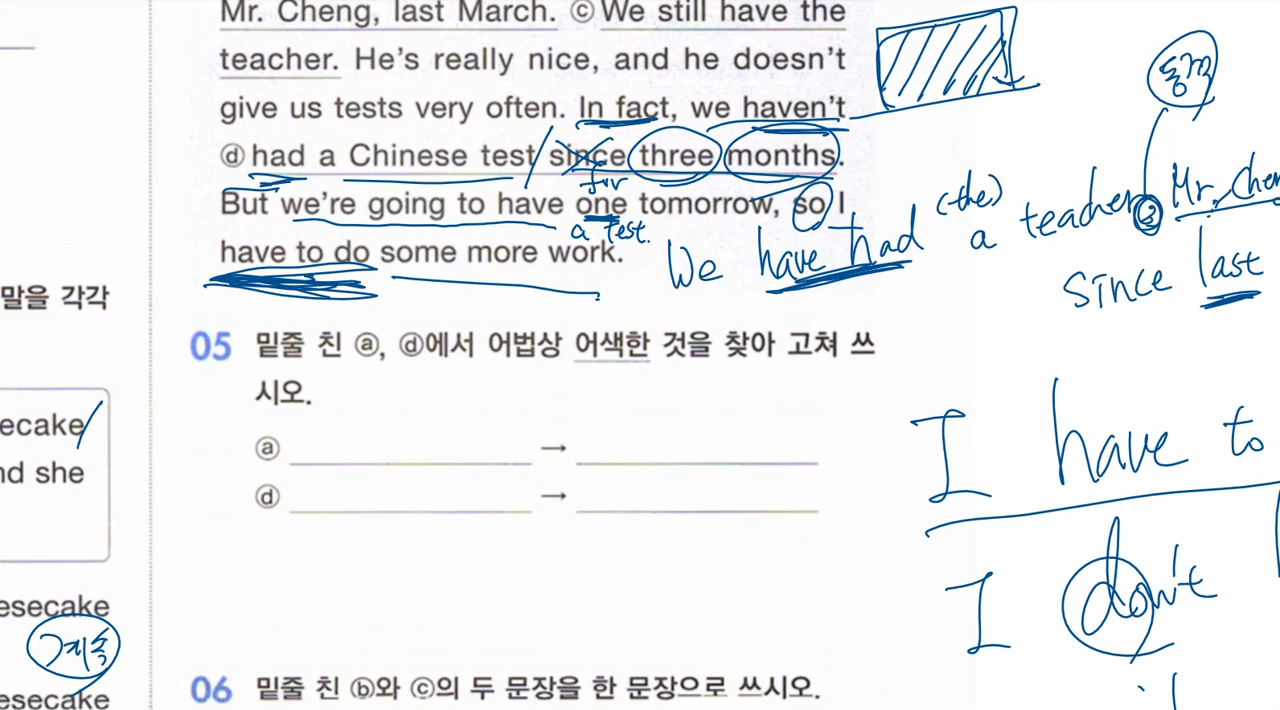 Mr. Cheng, last March. ⓒ We still have the
teacher. He's really nice, and he doesn't
give us tests very often. In fact, we haven't
ⓓ had a Chinese test since three months.
for
But we're going to have one tomorrow, so I
a test.
have to do some more work.
동격
(the)
We have had a teacher, Mr. Chen
since last
말을 각각
05 밑줄 친 ⓐ, ⓓ에서 어법상 어색한 것을 찾아 고쳐 쓰
시오.
ecake
nd she
ⓐ →
ⓓ →
I have to
I don't
esecake
계속
esecake
06 밑줄 친 ⓑ와 ⓒ의 두 문장을 한 문장으로 쓰시오.